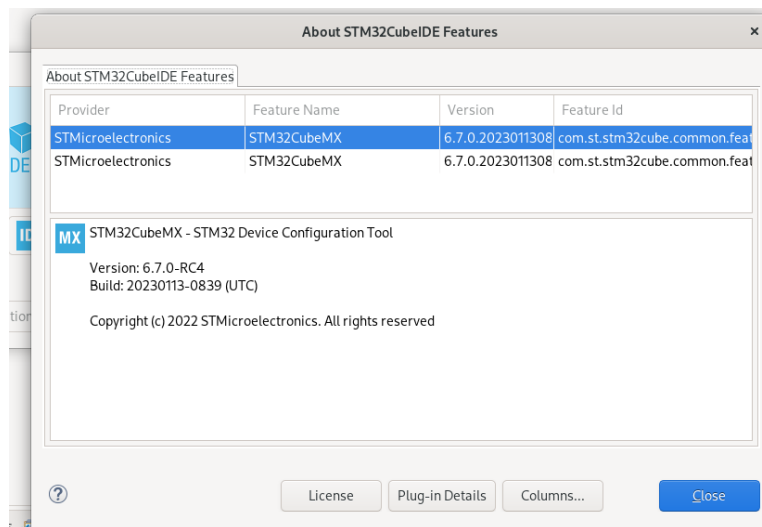 About STM32CubeIDE Features
×
About STM32CubeIDE Features
Provider Feature Name Version Feature Id
STMicroelectronics STM32CubeMX 6.7.0.2023011308 com.st.stm32cube.common.feat
STMicroelectronics STM32CubeMX 6.7.0.2023011308 com.st.stm32cube.common.feat
DE
MX STM32CubeMX - STM32 Device Configuration Tool
Version: 6.7.0-RC4
Build: 20230113-0839 (UTC)
Copyright (c) 2022 STMicroelectronics. All rights reserved
tion
? License Plug-in Details Columns... Close